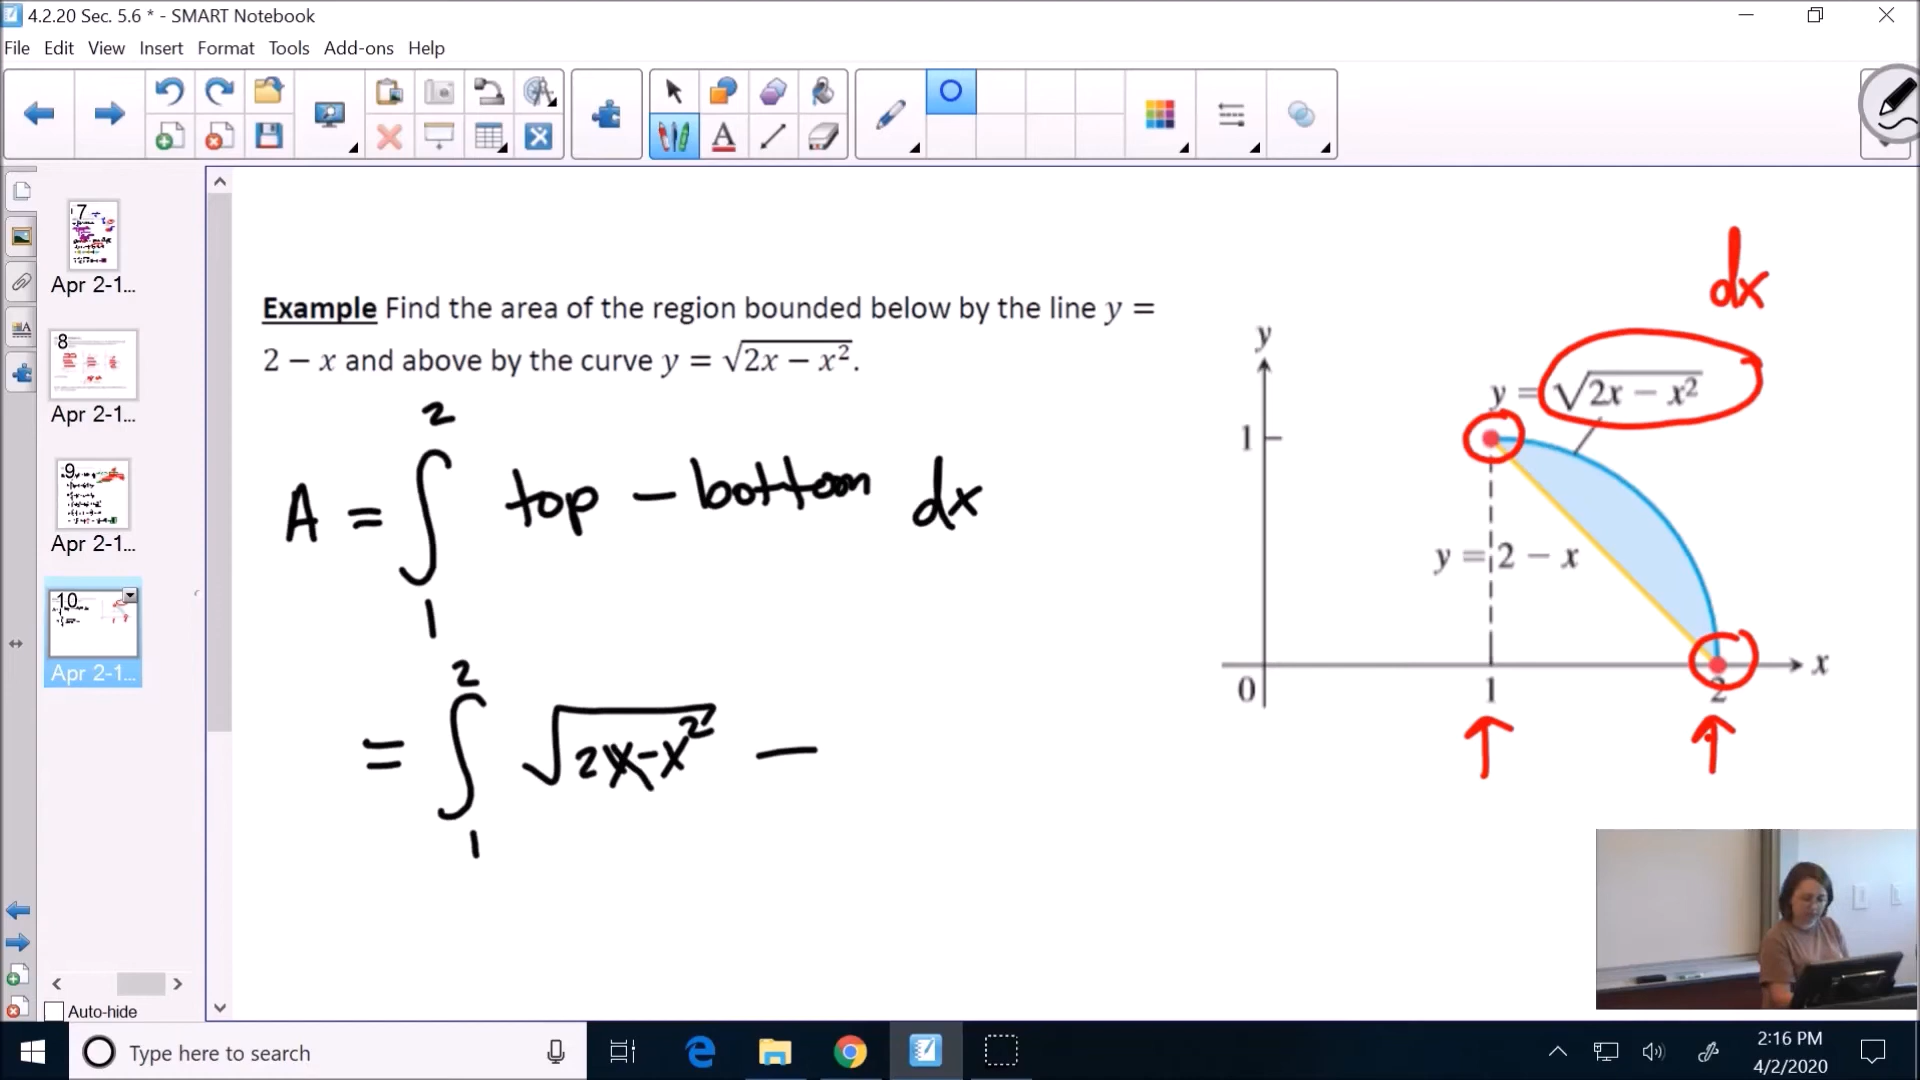 4.2.20 Sec. 5.6 * - SMART Notebook
File Edit View Insert Format Tools Add-ons Help
7
Apr 2-1...
8
Apr 2-1...
9
Apr 2-1...
10
Apr 2-1...
Auto-hide
Example Find the area of the region bounded below by the line y =
2 − x and above by the curve y = √(2x − x²).
A = ∫₁² top − bottom dx
= ∫₁² √(2x−x²) −
dx
y
y = √(2x − x²)
1
y = 2 − x
x
0 1 2
Type here to search
2:16 PM
4/2/2020